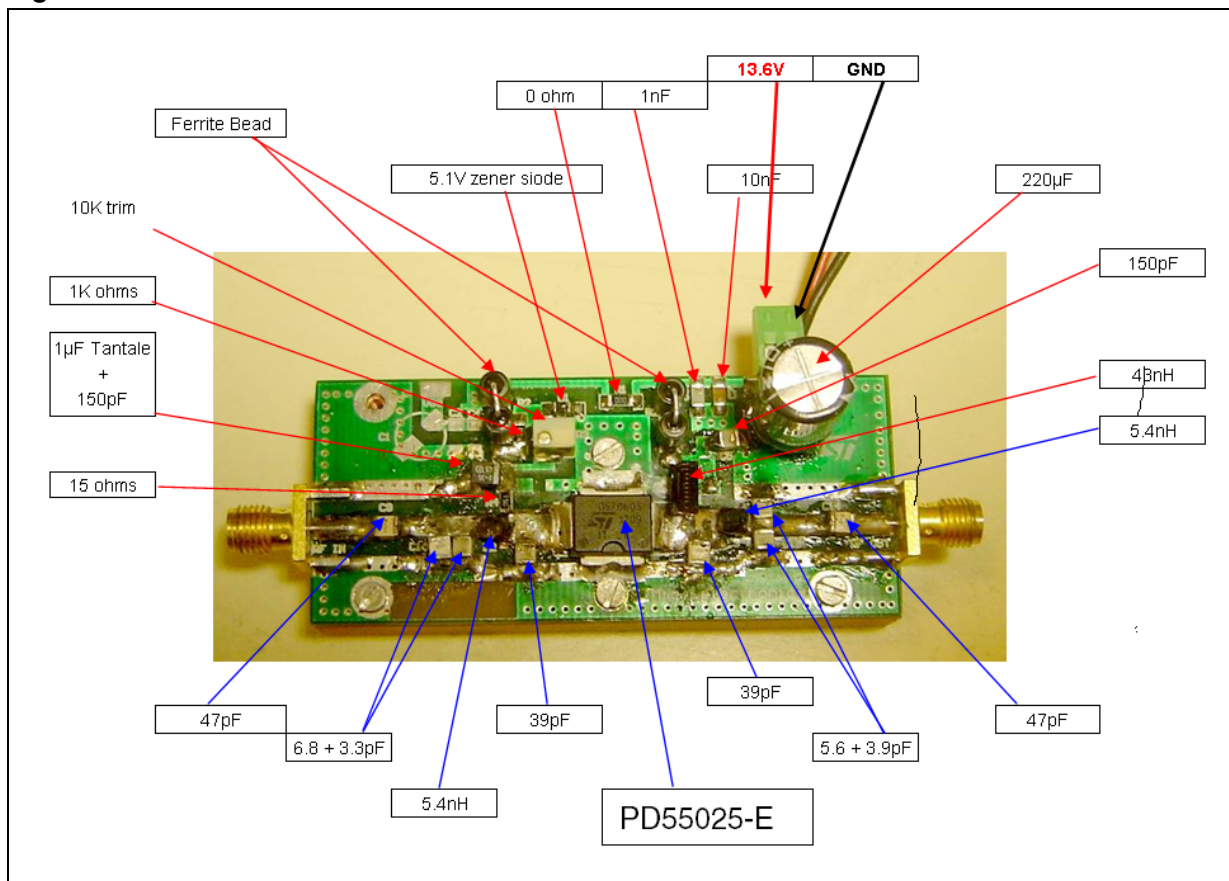 13.6V GND
0 ohm 1nF
Ferrite Bead
5.1V zener siode
10nF
220µF
10K trim
150pF
1K ohms
1µF Tantale
+
150pF
43nH
5.4nH
15 ohms
47pF
6.8 + 3.3pF
5.4nH
39pF
39pF
5.6 + 3.9pF
47pF
PD55025-E